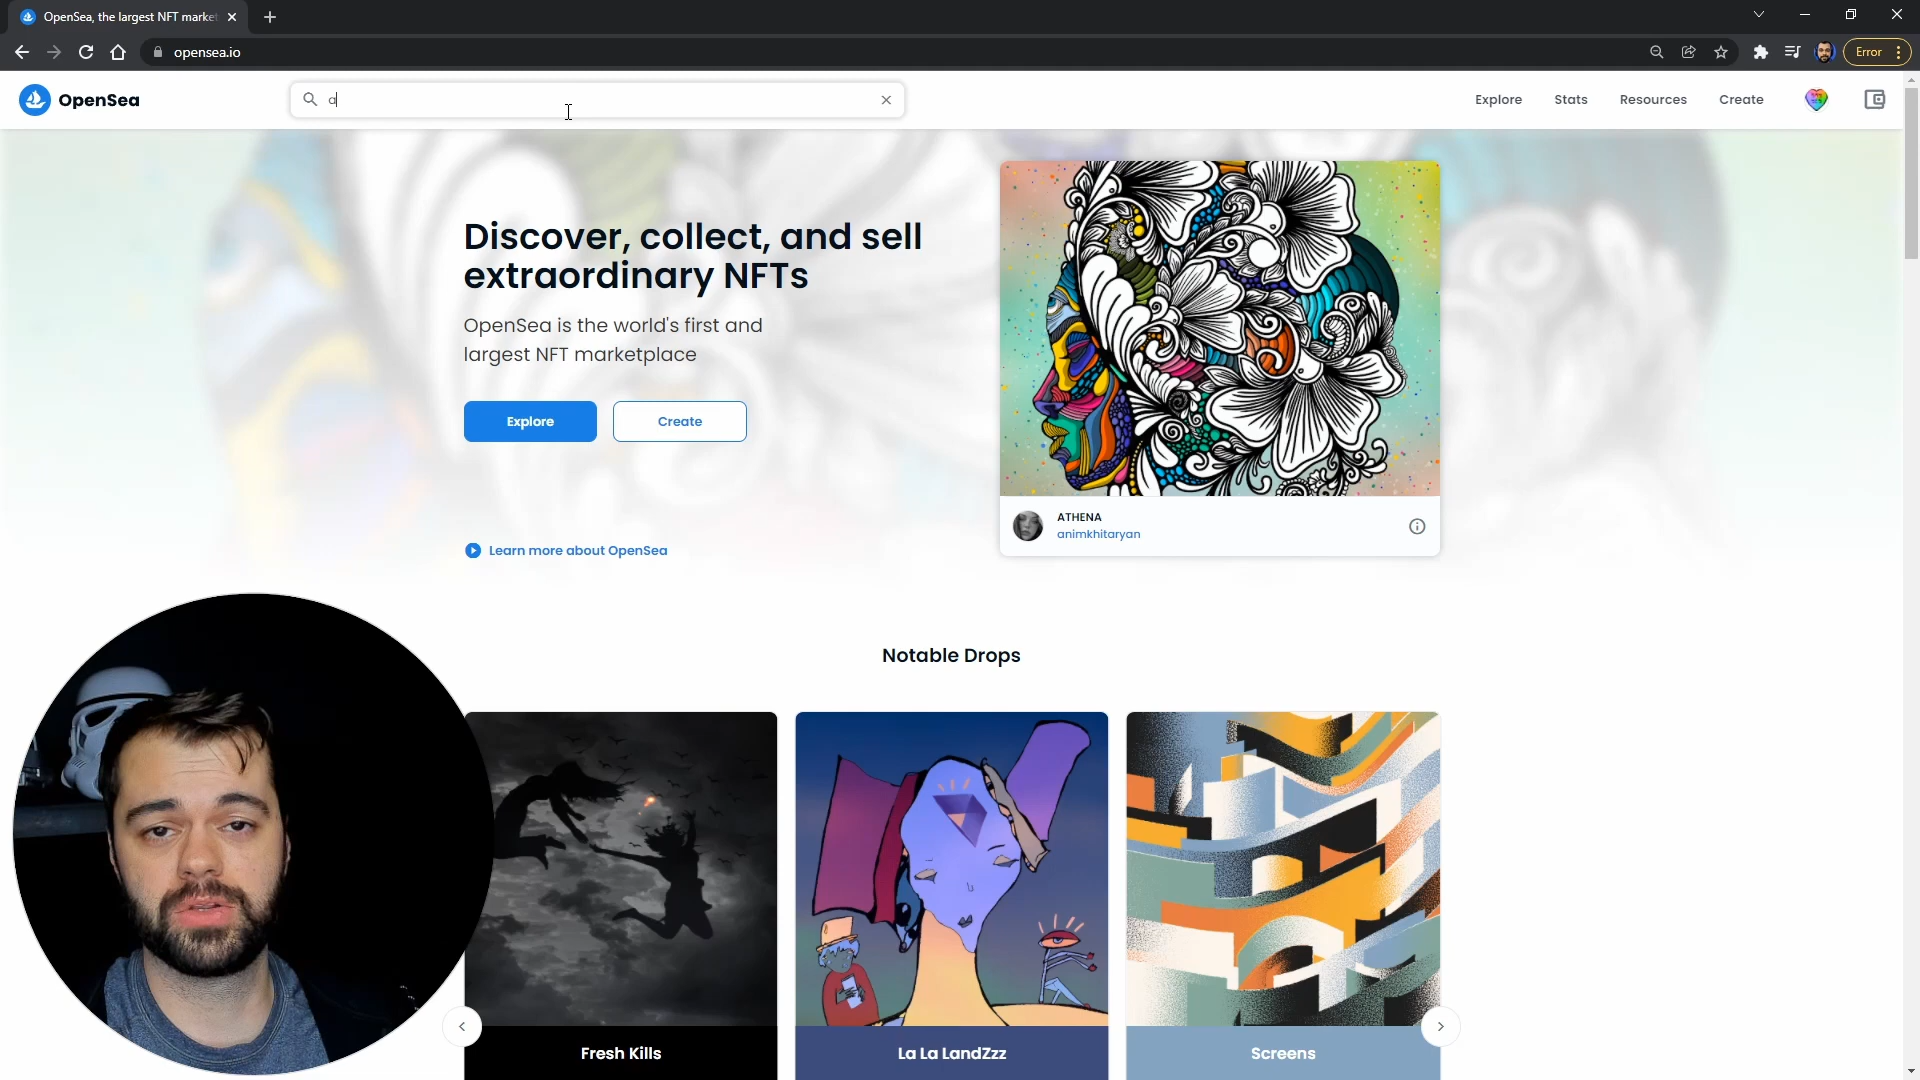 OpenSea, the largest NFT market
opensea.io
Error
OpenSea
a
Explore
Stats
Resources
Create
Discover, collect, and sell
extraordinary NFTs
OpenSea is the world's first and
largest NFT marketplace
Explore
Create
Learn more about OpenSea
ATHENA
animkhitaryan
Notable Drops
Fresh Kills
La La LandZzz
Screens